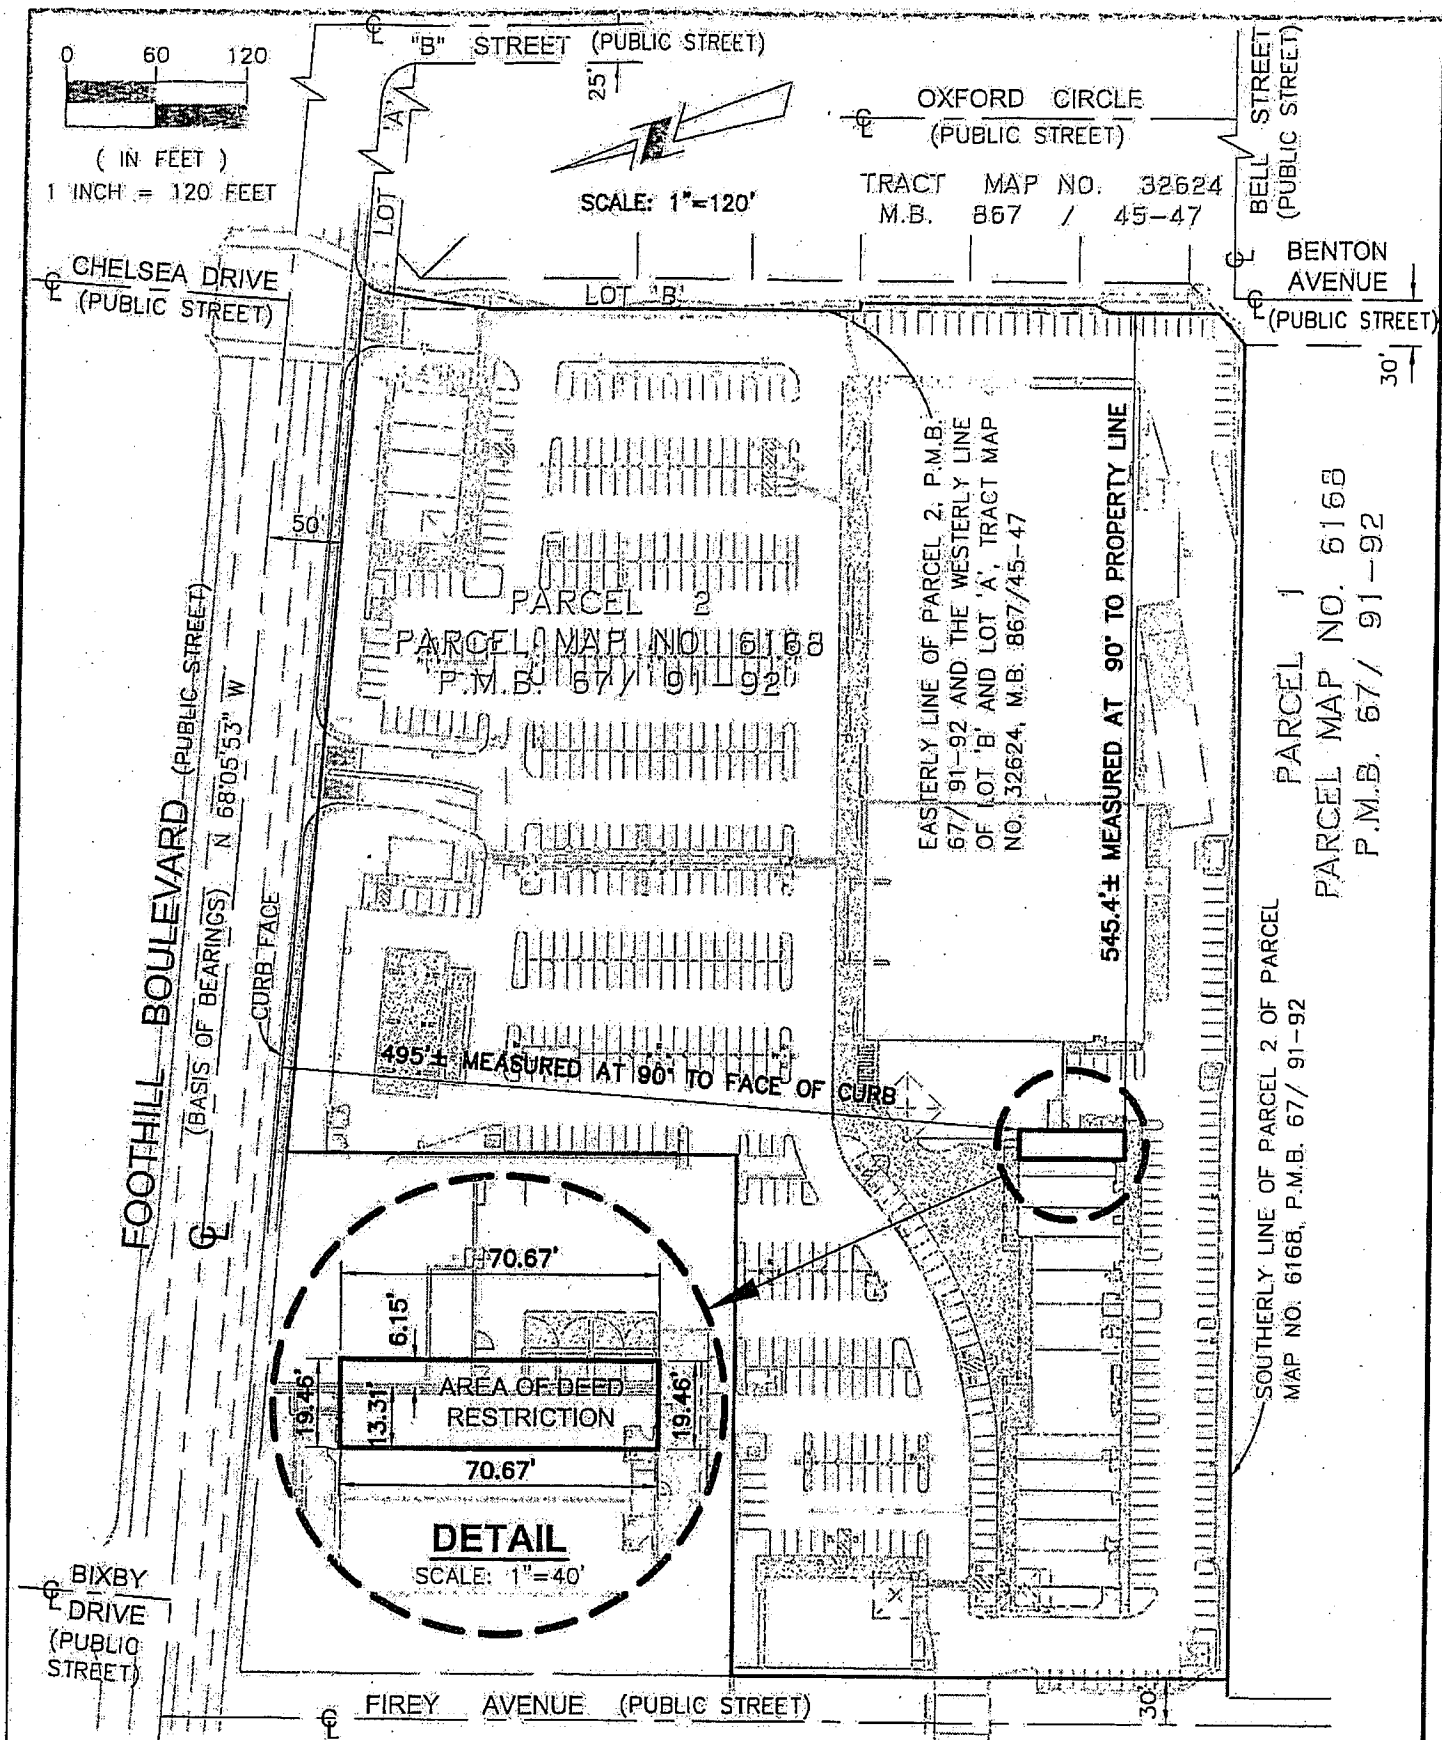 0 60 120
( IN FEET )
1 INCH = 120 FEET
℄
"B" STREET (PUBLIC STREET)
25'
LOT 'A'
SCALE: 1"=120'
℄
OXFORD CIRCLE
(PUBLIC STREET)
TRACT MAP NO. 32624
M.B. 867 / 45-47
BELL STREET
(PUBLIC STREET)
℄
BENTON
AVENUE
℄
(PUBLIC STREET)
30'
℄
CHELSEA DRIVE
(PUBLIC STREET)
LOT 'B'
50'
PARCEL 2
PARCEL MAP NO. 6168
P.M.B. 67/ 91-92
EASTERLY LINE OF PARCEL 2, P.M.B.
67/ 91-92 AND THE WESTERLY LINE
OF LOT 'B' AND LOT 'A', TRACT MAP
NO. 32624, M.B. 867/45-47
545.4'± MEASURED AT 90° TO PROPERTY LINE
PARCEL 1
PARCEL MAP NO. 6168
P.M.B. 67/ 91-92
FOOTHILL BOULEVARD (PUBLIC STREET)
(BASIS OF BEARINGS) N 68°05'53" W
℄
CURB FACE
495'± MEASURED AT 90° TO FACE OF CURB
SOUTHERLY LINE OF PARCEL 2 OF PARCEL
MAP NO. 6168, P.M.B. 67/ 91-92
70.67'
6.15'
19.46'
13.31'
AREA OF DEED
RESTRICTION
19.46'
70.67'
DETAIL
SCALE: 1"=40'
℄
BIXBY
DRIVE
(PUBLIC
STREET)
℄
FIREY AVENUE (PUBLIC STREET)
30'